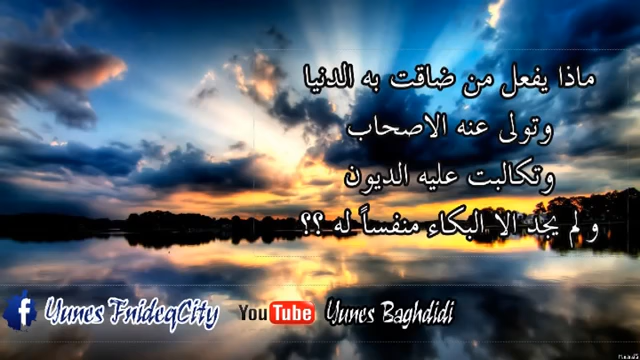 ماذا يفعل من ضاقت به الدنيا
وتولى عنه الاصحاب
وتكالبت عليه الديون
و لم يجد الا البكاء منفساً له ؟؟
f Yunes FnideqCity YouTube Yunes Baghdidi